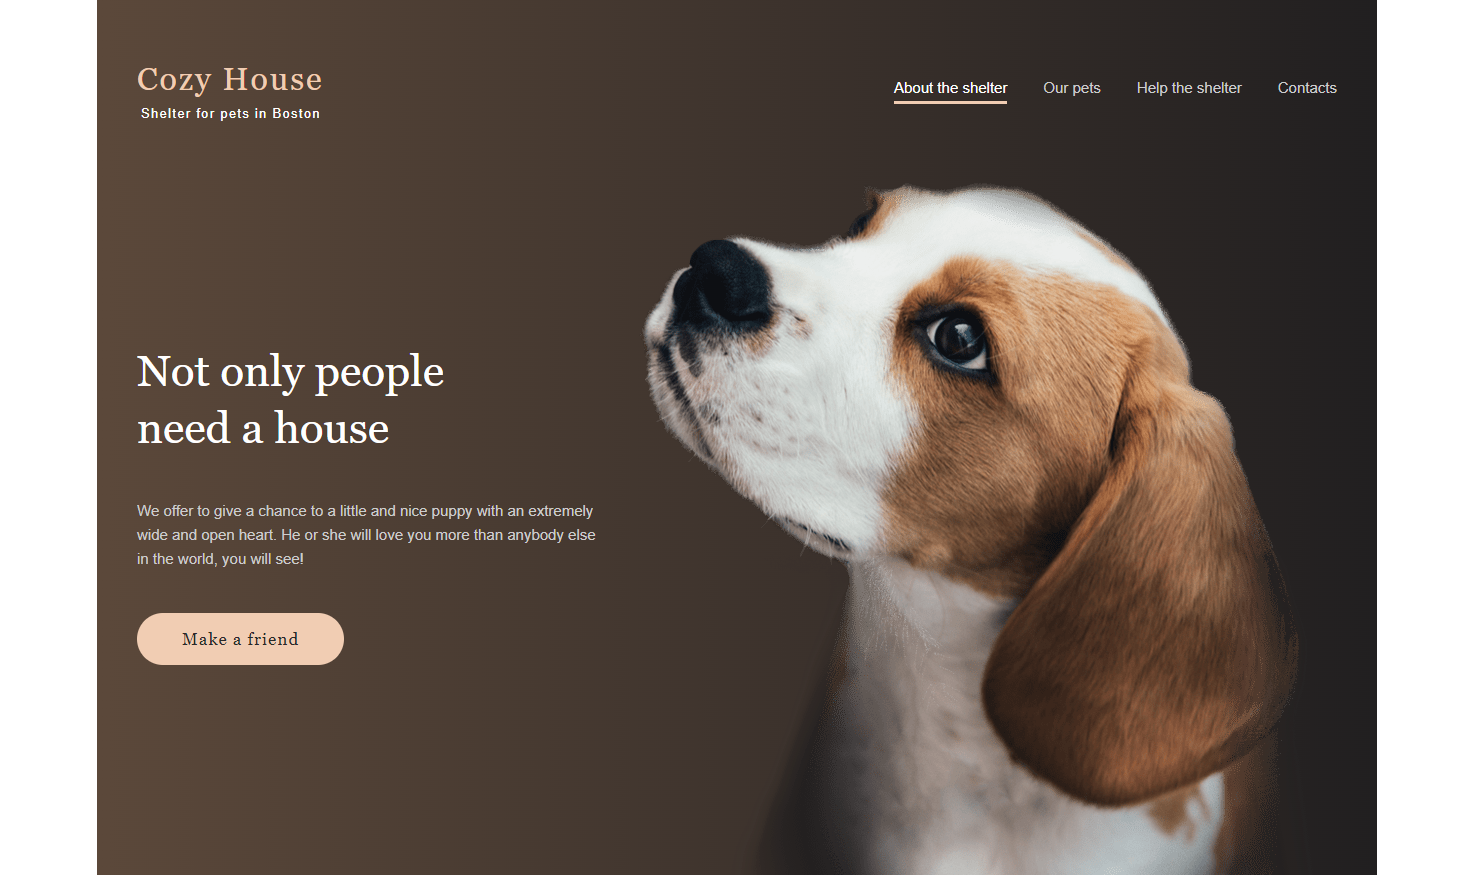 Cozy House
Shelter for pets in Boston
About the shelter
Our pets
Help the shelter
Contacts
Not only people
need a house
We offer to give a chance to a little and nice puppy with an extremely
wide and open heart. He or she will love you more than anybody else
in the world, you will see!
Make a friend